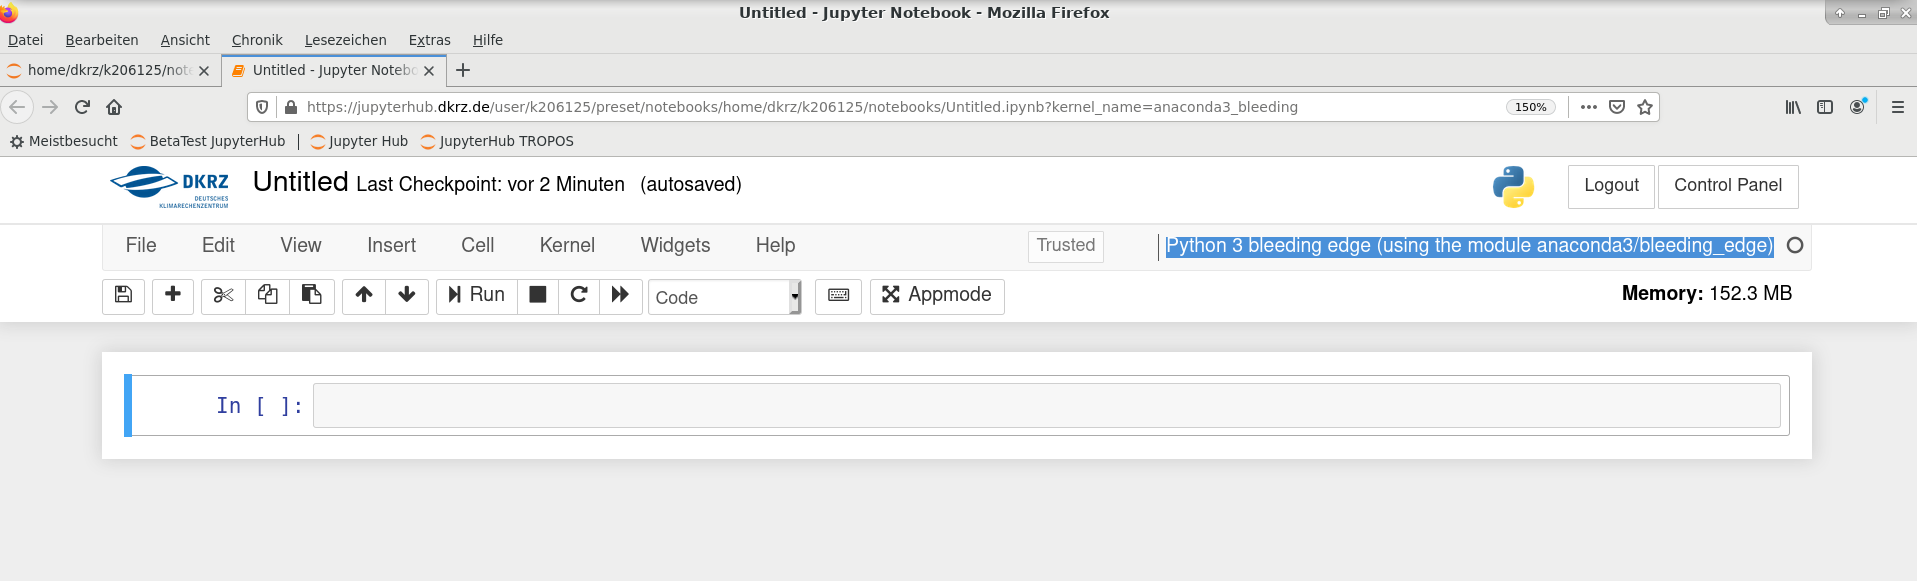 Untitled - Jupyter Notebook - Mozilla Firefox
Datei Bearbeiten Ansicht Chronik Lesezeichen Extras Hilfe
home/dkrz/k206125/note Untitled - Jupyter Notebo
https://jupyterhub.dkrz.de/user/k206125/preset/notebooks/home/dkrz/k206125/notebooks/Untitled.ipynb?kernel_name=anaconda3_bleeding 150%
Meistbesucht BetaTest JupyterHub | Jupyter Hub JupyterHub TROPOS
DKRZ
DEUTSCHES
KLIMARECHENZENTRUM
Untitled Last Checkpoint: vor 2 Minuten (autosaved) Logout Control Panel
File Edit View Insert Cell Kernel Widgets Help Trusted Python 3 bleeding edge (using the module anaconda3/bleeding_edge)
Run Code Appmode Memory: 152.3 MB
In [ ]: